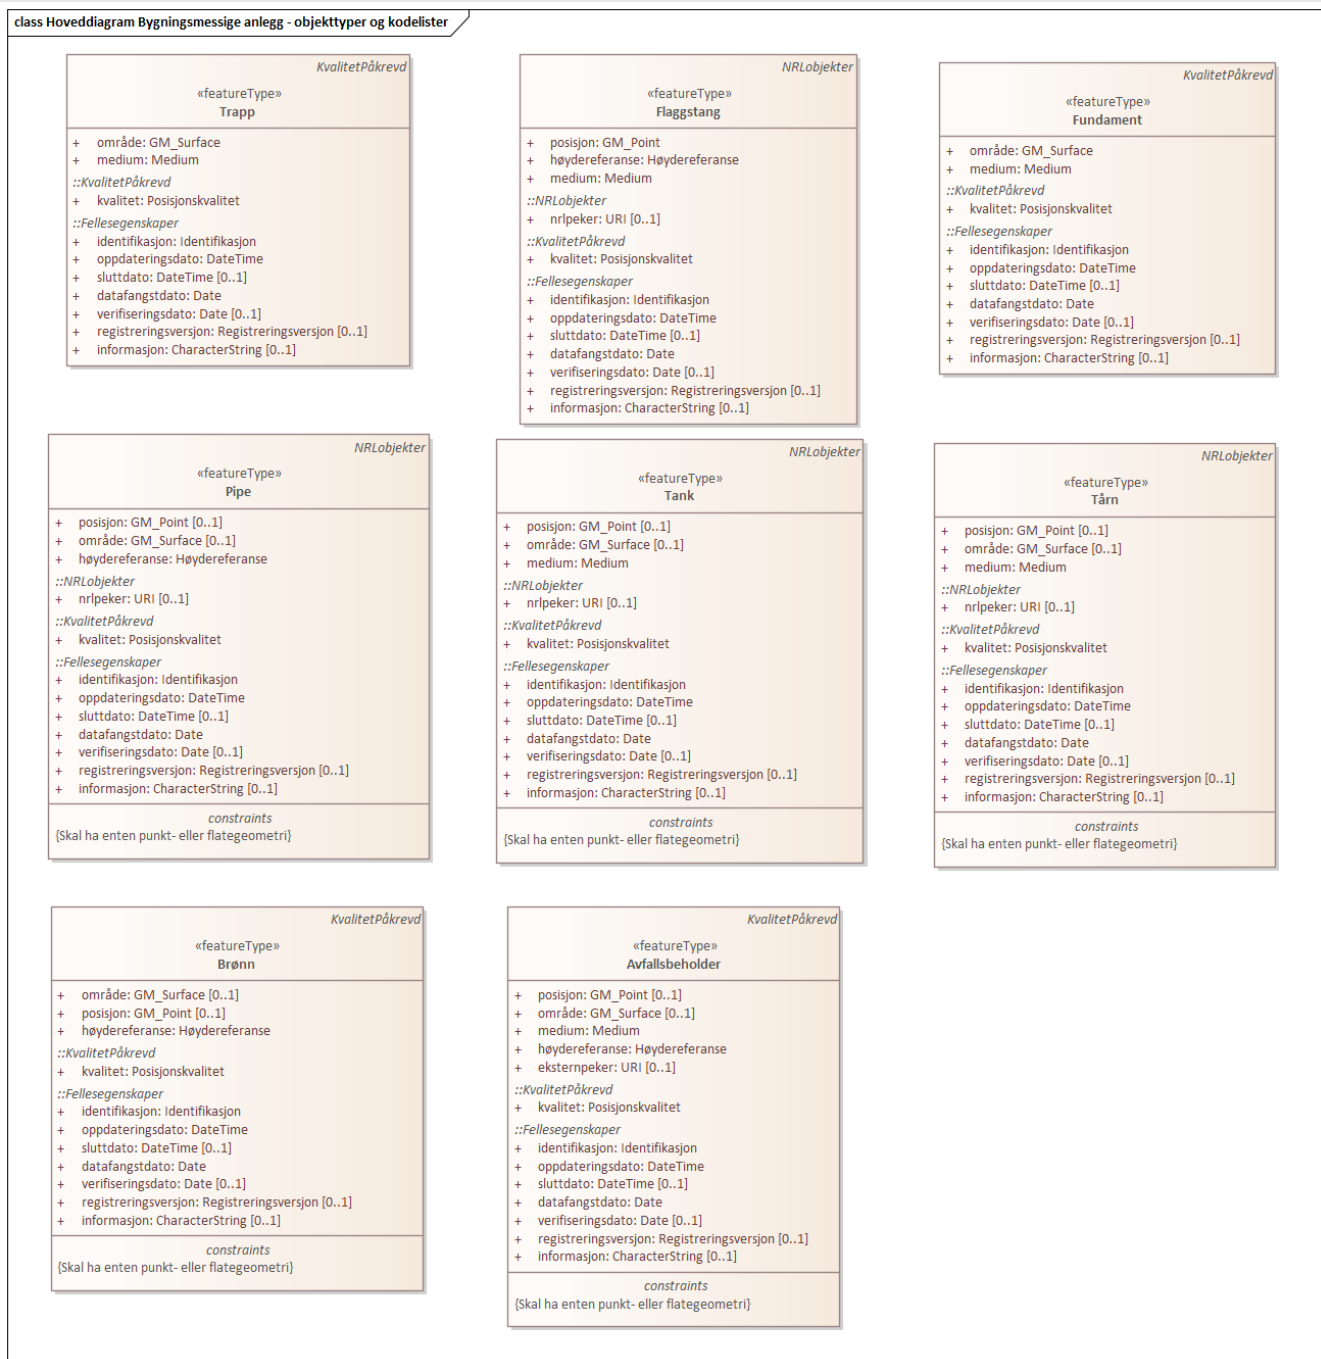 class Hoveddiagram Bygningsmessige anlegg - objekttyper og kodelister
KvalitetPåkrevd
«featureType»
Trapp
+ område: GM_Surface
+ medium: Medium
::KvalitetPåkrevd
+ kvalitet: Posisjonskvalitet
::Fellesegenskaper
+ identifikasjon: Identifikasjon
+ oppdateringsdato: DateTime
+ sluttdato: DateTime [0..1]
+ datafangstdato: Date
+ verifiseringsdato: Date [0..1]
+ registreringsversjon: Registreringsversjon [0..1]
+ informasjon: CharacterString [0..1]
NRLobjekter
«featureType»
Flaggstang
+ posisjon: GM_Point
+ høydereferanse: Høydereferanse
+ medium: Medium
::NRLobjekter
+ nrlpeker: URI [0..1]
::KvalitetPåkrevd
+ kvalitet: Posisjonskvalitet
::Fellesegenskaper
+ identifikasjon: Identifikasjon
+ oppdateringsdato: DateTime
+ sluttdato: DateTime [0..1]
+ datafangstdato: Date
+ verifiseringsdato: Date [0..1]
+ registreringsversjon: Registreringsversjon [0..1]
+ informasjon: CharacterString [0..1]
KvalitetPåkrevd
«featureType»
Fundament
+ område: GM_Surface
+ medium: Medium
::KvalitetPåkrevd
+ kvalitet: Posisjonskvalitet
::Fellesegenskaper
+ identifikasjon: Identifikasjon
+ oppdateringsdato: DateTime
+ sluttdato: DateTime [0..1]
+ datafangstdato: Date
+ verifiseringsdato: Date [0..1]
+ registreringsversjon: Registreringsversjon [0..1]
+ informasjon: CharacterString [0..1]
NRLobjekter
«featureType»
Pipe
+ posisjon: GM_Point [0..1]
+ område: GM_Surface [0..1]
+ høydereferanse: Høydereferanse
::NRLobjekter
+ nrlpeker: URI [0..1]
::KvalitetPåkrevd
+ kvalitet: Posisjonskvalitet
::Fellesegenskaper
+ identifikasjon: Identifikasjon
+ oppdateringsdato: DateTime
+ sluttdato: DateTime [0..1]
+ datafangstdato: Date
+ verifiseringsdato: Date [0..1]
+ registreringsversjon: Registreringsversjon [0..1]
+ informasjon: CharacterString [0..1]
constraints
{Skal ha enten punkt- eller flategeometri}
NRLobjekter
«featureType»
Tank
+ posisjon: GM_Point [0..1]
+ område: GM_Surface [0..1]
+ medium: Medium
::NRLobjekter
+ nrlpeker: URI [0..1]
::KvalitetPåkrevd
+ kvalitet: Posisjonskvalitet
::Fellesegenskaper
+ identifikasjon: Identifikasjon
+ oppdateringsdato: DateTime
+ sluttdato: DateTime [0..1]
+ datafangstdato: Date
+ verifiseringsdato: Date [0..1]
+ registreringsversjon: Registreringsversjon [0..1]
+ informasjon: CharacterString [0..1]
constraints
{Skal ha enten punkt- eller flategeometri}
NRLobjekter
«featureType»
Tårn
+ posisjon: GM_Point [0..1]
+ område: GM_Surface [0..1]
+ medium: Medium
::NRLobjekter
+ nrlpeker: URI [0..1]
::KvalitetPåkrevd
+ kvalitet: Posisjonskvalitet
::Fellesegenskaper
+ identifikasjon: Identifikasjon
+ oppdateringsdato: DateTime
+ sluttdato: DateTime [0..1]
+ datafangstdato: Date
+ verifiseringsdato: Date [0..1]
+ registreringsversjon: Registreringsversjon [0..1]
+ informasjon: CharacterString [0..1]
constraints
{Skal ha enten punkt- eller flategeometri}
KvalitetPåkrevd
«featureType»
Brønn
+ område: GM_Surface [0..1]
+ posisjon: GM_Point [0..1]
+ høydereferanse: Høydereferanse
::KvalitetPåkrevd
+ kvalitet: Posisjonskvalitet
::Fellesegenskaper
+ identifikasjon: Identifikasjon
+ oppdateringsdato: DateTime
+ sluttdato: DateTime [0..1]
+ datafangstdato: Date
+ verifiseringsdato: Date [0..1]
+ registreringsversjon: Registreringsversjon [0..1]
+ informasjon: CharacterString [0..1]
constraints
{Skal ha enten punkt- eller flategeometri}
KvalitetPåkrevd
«featureType»
Avfallsbeholder
+ posisjon: GM_Point [0..1]
+ område: GM_Surface [0..1]
+ medium: Medium
+ høydereferanse: Høydereferanse
+ eksternpeker: URI [0..1]
::KvalitetPåkrevd
+ kvalitet: Posisjonskvalitet
::Fellesegenskaper
+ identifikasjon: Identifikasjon
+ oppdateringsdato: DateTime
+ sluttdato: DateTime [0..1]
+ datafangstdato: Date
+ verifiseringsdato: Date [0..1]
+ registreringsversjon: Registreringsversjon [0..1]
+ informasjon: CharacterString [0..1]
constraints
{Skal ha enten punkt- eller flategeometri}